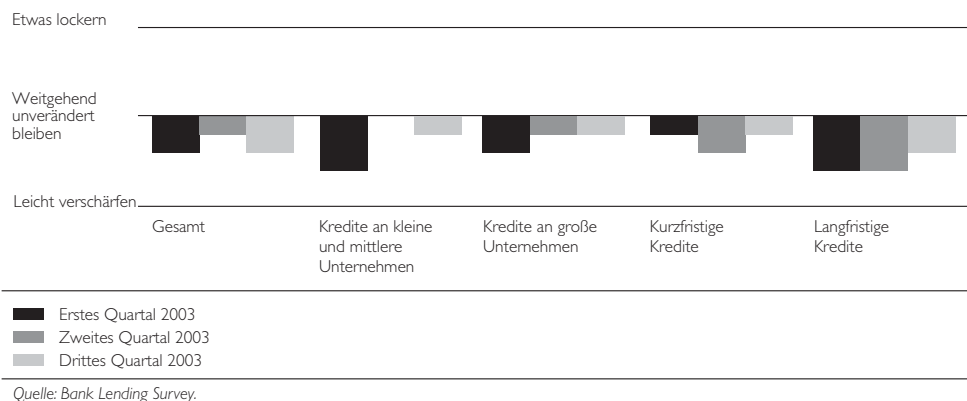 Etwas lockern
Weitgehend
unverändert
bleiben
Leicht verschärfen
Gesamt
Kredite an kleine
und mittlere
Unternehmen
Kredite an große
Unternehmen
Kurzfristige
Kredite
Langfristige
Kredite
Erstes Quartal 2003
Zweites Quartal 2003
Drittes Quartal 2003
Quelle: Bank Lending Survey.